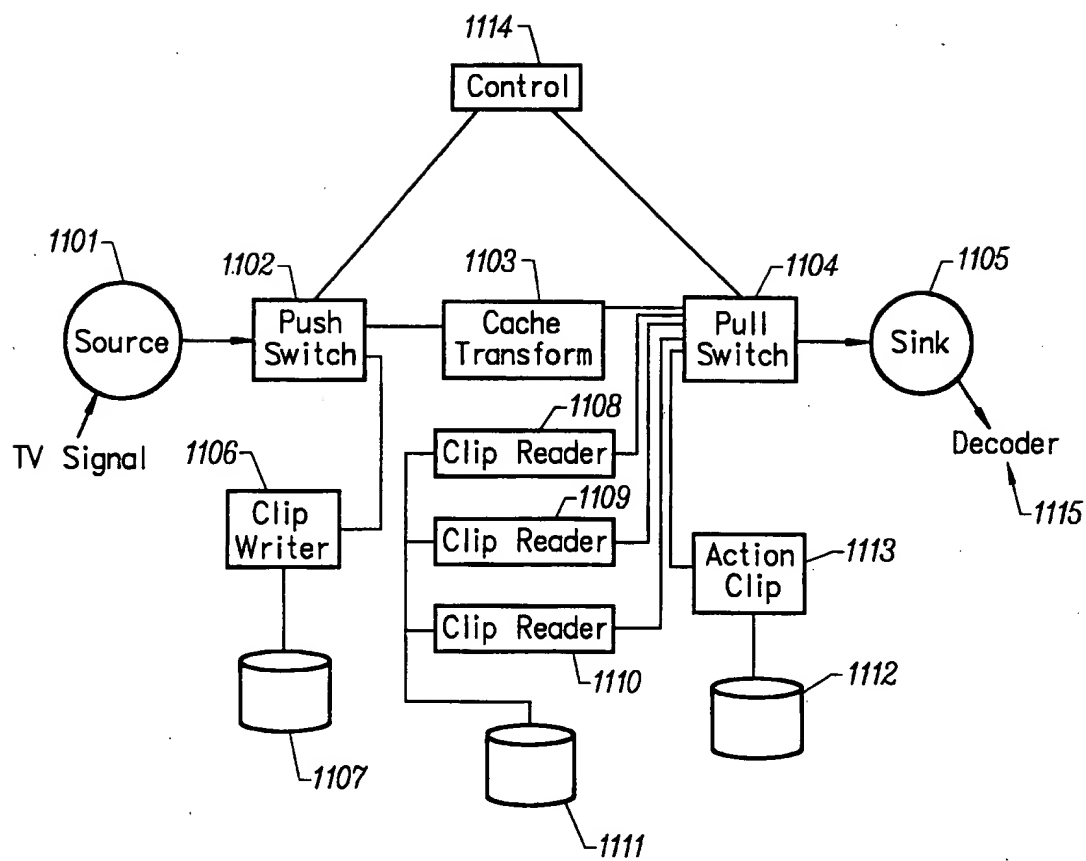 1114
Control
1101
1102
1103
1104
1105
Source
Push
Switch
Cache
Transform
Pull
Switch
Sink
TV Signal
1106
1108
Clip Reader
Decoder
1115
Clip
Writer
1109
Clip Reader
Action
Clip
1113
Clip Reader
1110
1112
1107
1111